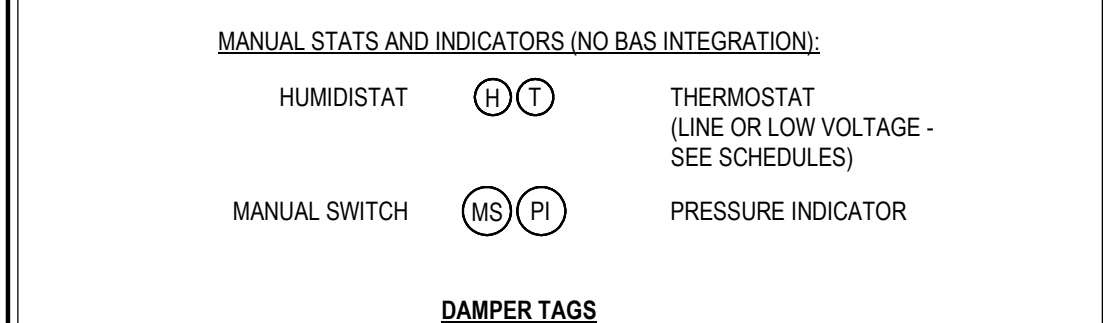 MANUAL STATS AND INDICATORS (NO BAS INTEGRATION):
HUMIDISTAT H T THERMOSTAT
(LINE OR LOW VOLTAGE -
SEE SCHEDULES)
MANUAL SWITCH MS PI PRESSURE INDICATOR
DAMPER TAGS